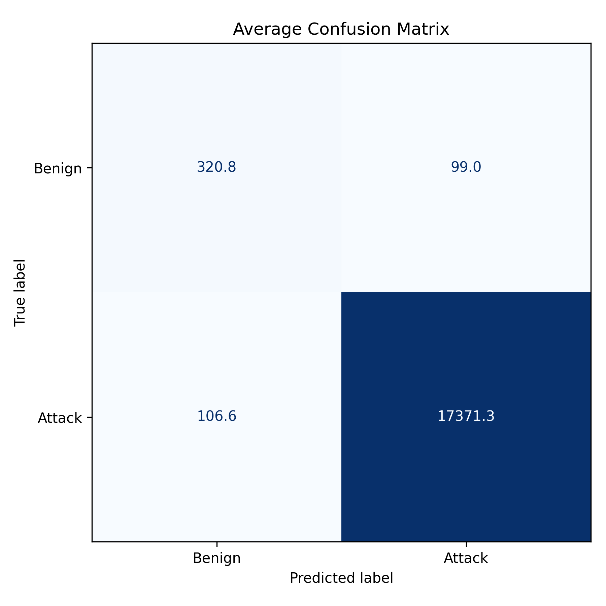 Average Confusion Matrix
Benign
320.8
99.0
True label
Attack
106.6
17371.3
Benign
Attack
Predicted label